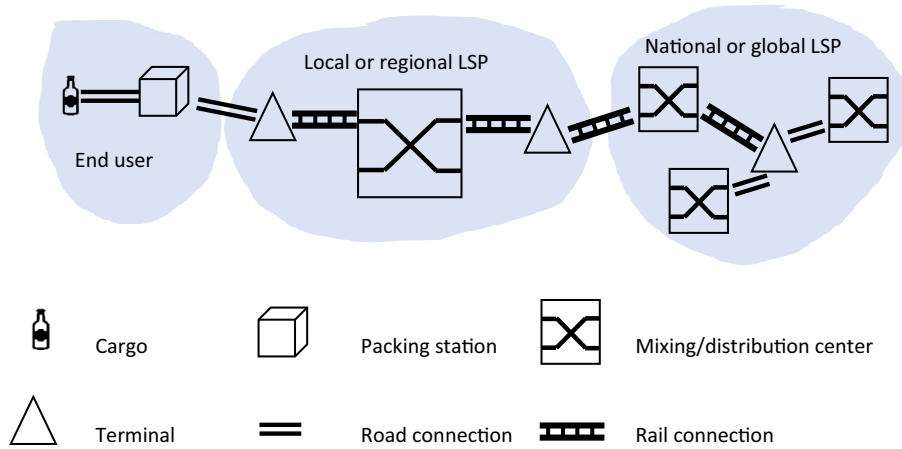 National or global LSP
Local or regional LSP
End user
Cargo
Packing station
Mixing/distribution center
Terminal
Road connection
Rail connection